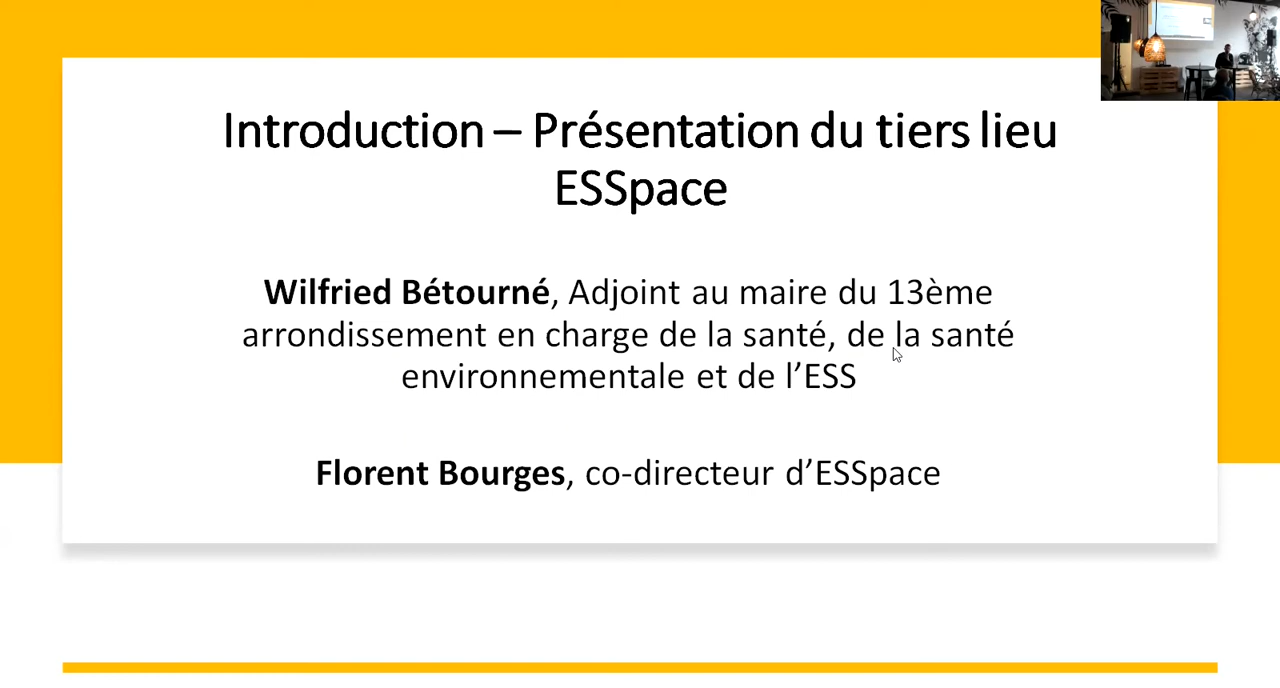 Introduction – Présentation du tiers lieu
ESSpace
Wilfried Bétourné, Adjoint au maire du 13ème
arrondissement en charge de la santé, de la santé
environnementale et de l’ESS
Florent Bourges, co-directeur d’ESSpace